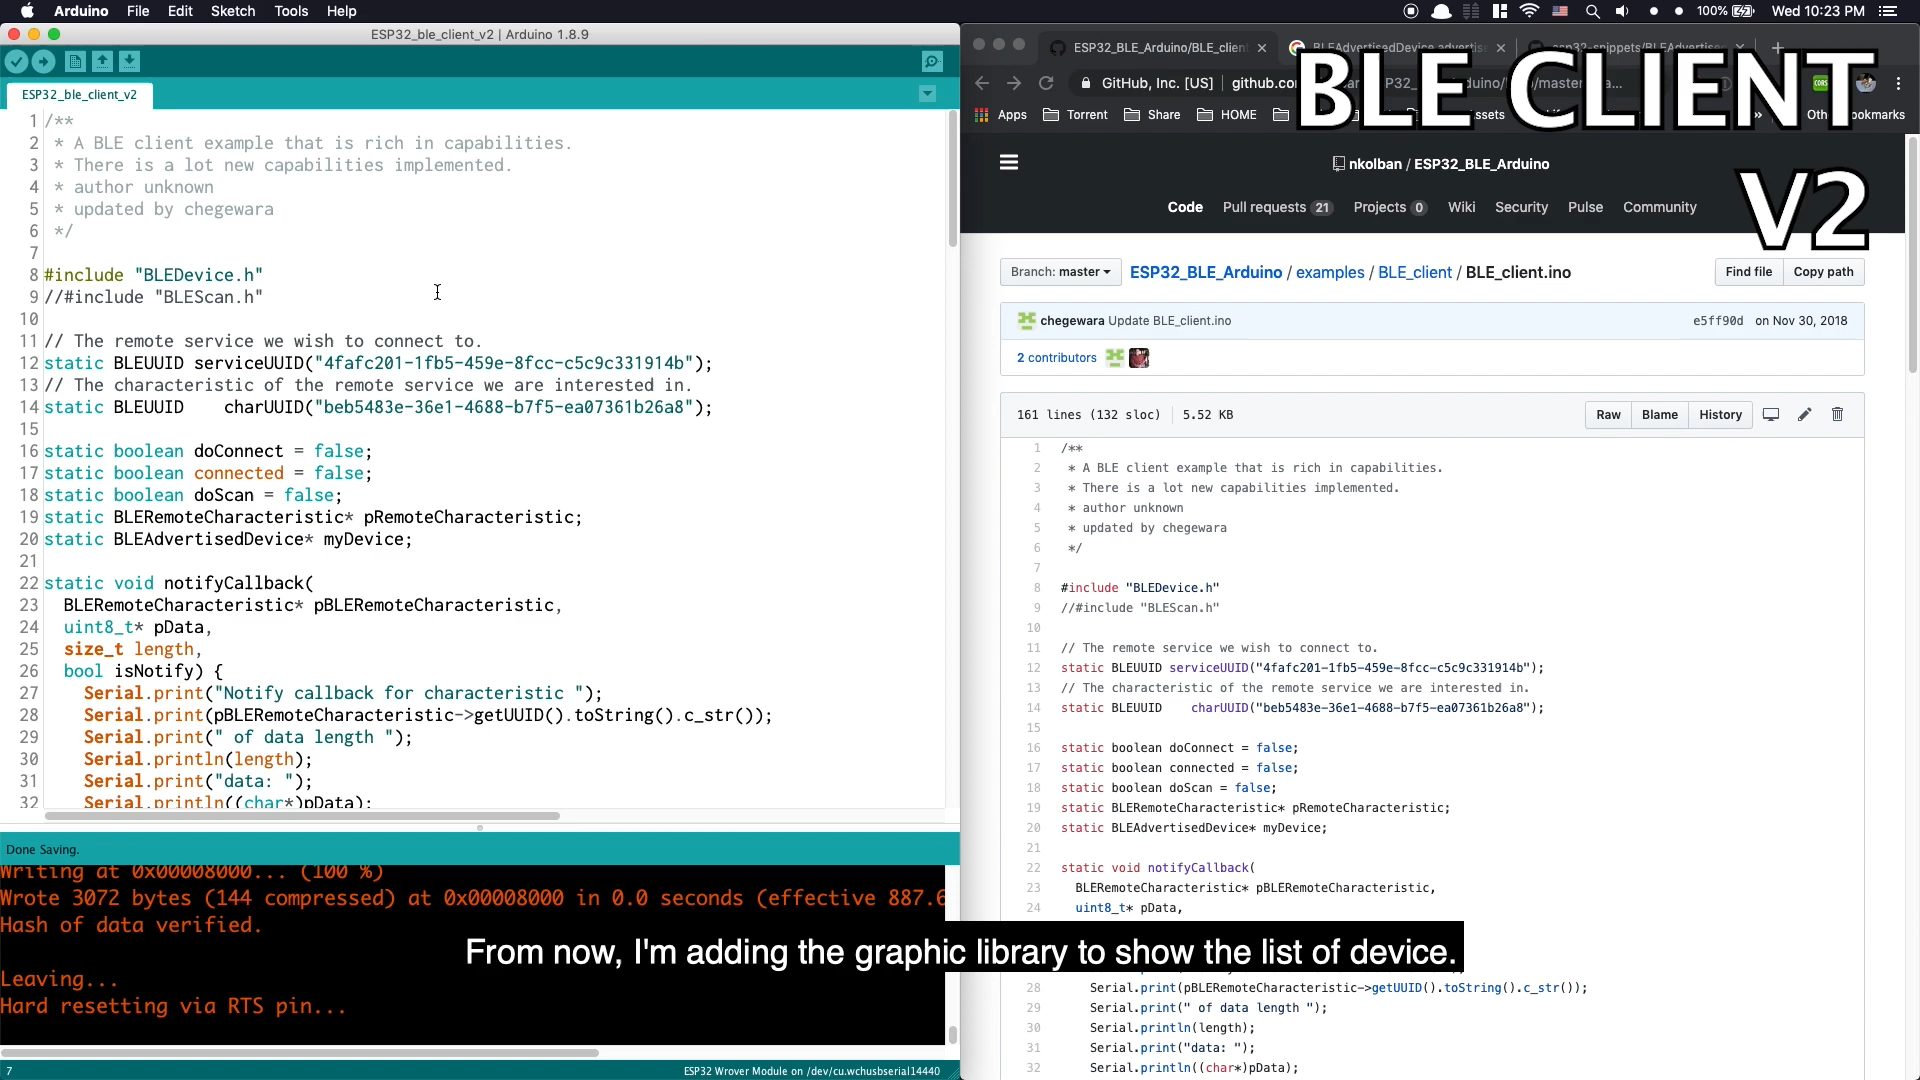 Arduino File Edit Sketch Tools Help
100% Wed 10:23 PM
ESP32_ble_client_v2 | Arduino 1.8.9
ESP32_ble_client_v2
1 /**
2 * A BLE client example that is rich in capabilities.
3 * There is a lot new capabilities implemented.
4 * author unknown
5 * updated by chegewara
6 */
7
8 #include "BLEDevice.h"
9 //#include "BLEScan.h"
10
11 // The remote service we wish to connect to.
12 static BLEUUID serviceUUID("4fafc201-1fb5-459e-8fcc-c5c9c331914b");
13 // The characteristic of the remote service we are interested in.
14 static BLEUUID    charUUID("beb5483e-36e1-4688-b7f5-ea07361b26a8");
15
16 static boolean doConnect = false;
17 static boolean connected = false;
18 static boolean doScan = false;
19 static BLERemoteCharacteristic* pRemoteCharacteristic;
20 static BLEAdvertisedDevice* myDevice;
21
22 static void notifyCallback(
23 BLERemoteCharacteristic* pBLERemoteCharacteristic,
24 uint8_t* pData,
25 size_t length,
26 bool isNotify) {
27 Serial.print("Notify callback for characteristic ");
28 Serial.print(pBLERemoteCharacteristic->getUUID().toString().c_str());
29 Serial.print(" of data length ");
30 Serial.println(length);
31 Serial.print("data: ");
32 Serial.println((char*)pData);
Done Saving.
Writing at 0x00008000... (100 %)
Wrote 3072 bytes (144 compressed) at 0x00008000 in 0.0 seconds (effective 887.6
Hash of data verified.
Leaving...
Hard resetting via RTS pin...
7 ESP32 Wrover Module on /dev/cu.wchusbserial14440
ESP32_BLE_Arduino/BLE_client BLEAdvertisedDevice advertise esp32-snippets/BLEAdvertise
GitHub, Inc. [US] github.co
Apps Torrent Share HOME
BLE CLIENT
V2
nkolban / ESP32_BLE_Arduino
Code Pull requests 21 Projects 0 Wiki Security Pulse Community
Branch: master ESP32_BLE_Arduino / examples / BLE_client / BLE_client.ino Find file Copy path
chegewara Update BLE_client.ino e5ff90d on Nov 30, 2018
2 contributors
161 lines (132 sloc) 5.52 KB Raw Blame History
1 /**
2 * A BLE client example that is rich in capabilities.
3 * There is a lot new capabilities implemented.
4 * author unknown
5 * updated by chegewara
6 */
7
8 #include "BLEDevice.h"
9 //#include "BLEScan.h"
10
11 // The remote service we wish to connect to.
12 static BLEUUID serviceUUID("4fafc201-1fb5-459e-8fcc-c5c9c331914b");
13 // The characteristic of the remote service we are interested in.
14 static BLEUUID    charUUID("beb5483e-36e1-4688-b7f5-ea07361b26a8");
15
16 static boolean doConnect = false;
17 static boolean connected = false;
18 static boolean doScan = false;
19 static BLERemoteCharacteristic* pRemoteCharacteristic;
20 static BLEAdvertisedDevice* myDevice;
21
22 static void notifyCallback(
23 BLERemoteCharacteristic* pBLERemoteCharacteristic,
24 uint8_t* pData,
From now, I'm adding the graphic library to show the list of device.
28 Serial.print(pBLERemoteCharacteristic->getUUID().toString().c_str());
29 Serial.print(" of data length ");
30 Serial.println(length);
31 Serial.print("data: ");
32 Serial.println((char*)pData);